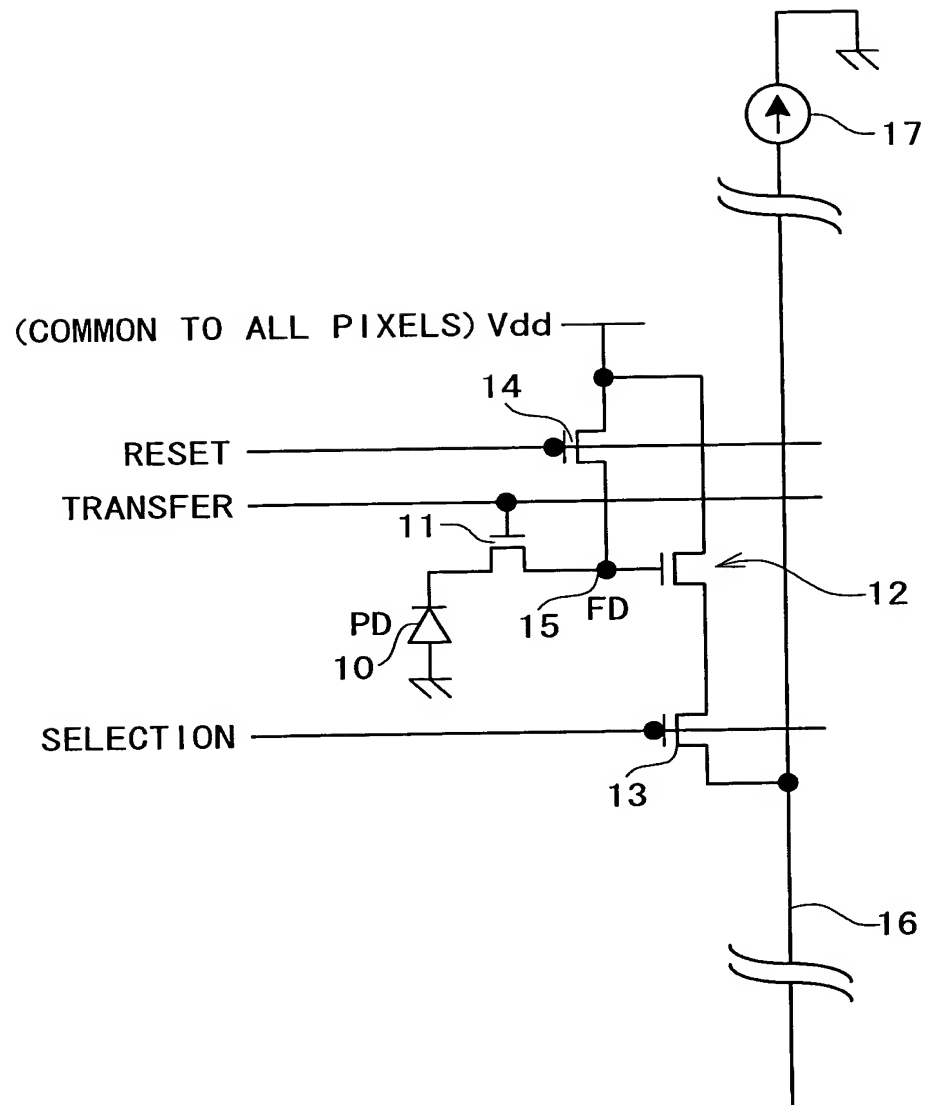 17
(COMMON TO ALL PIXELS) Vdd
14
RESET
TRANSFER
11
12
15 FD
PD
10
SELECTION
13
16